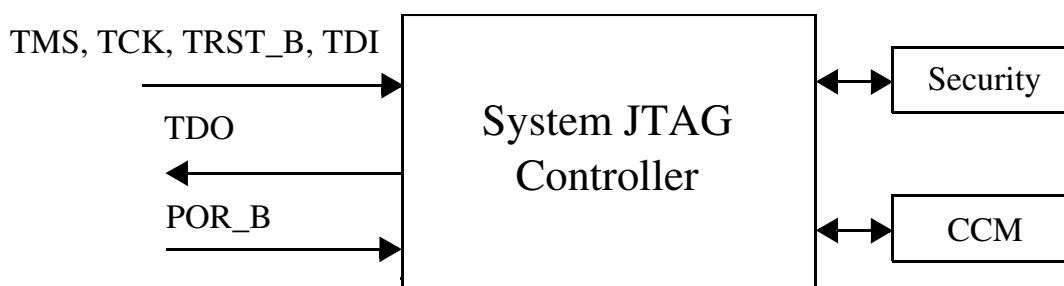 TMS, TCK, TRST_B, TDI
TDO
POR_B
System JTAG
Controller
Security
CCM